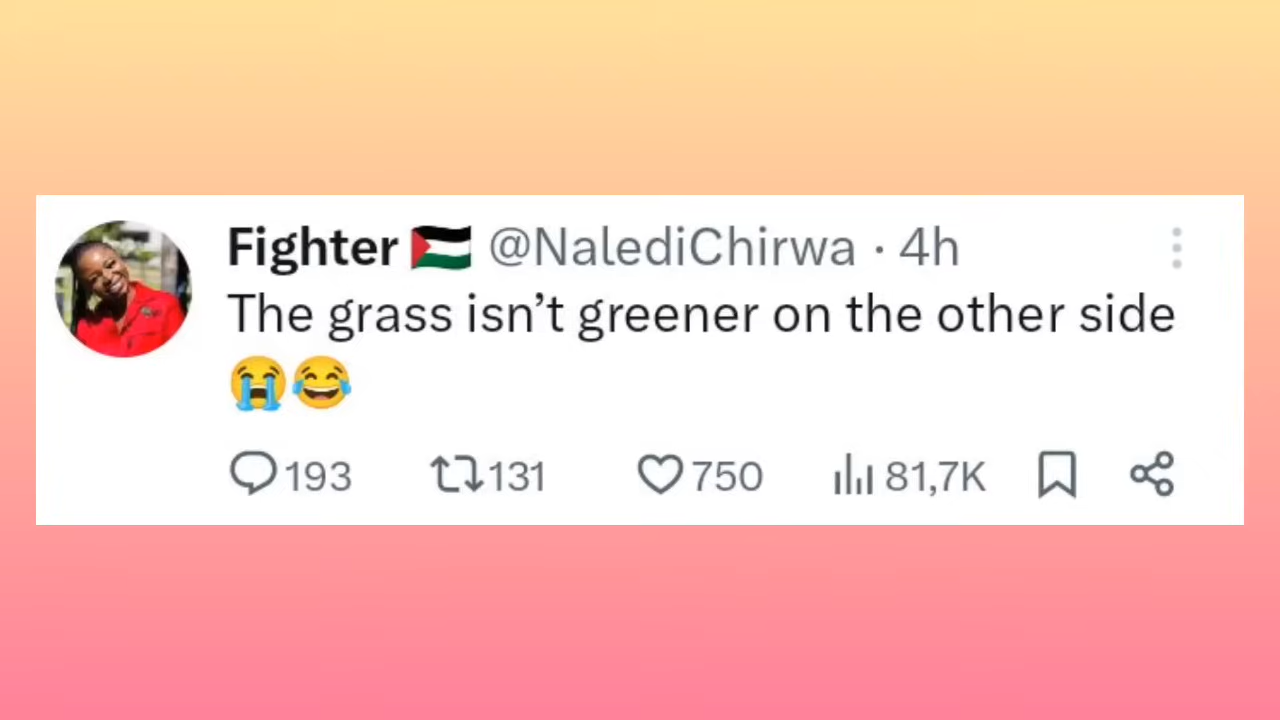 Fighter 🇵🇸 @NalediChirwa · 4h
The grass isn’t greener on the other side
😭😂
193 131 750 81,7K